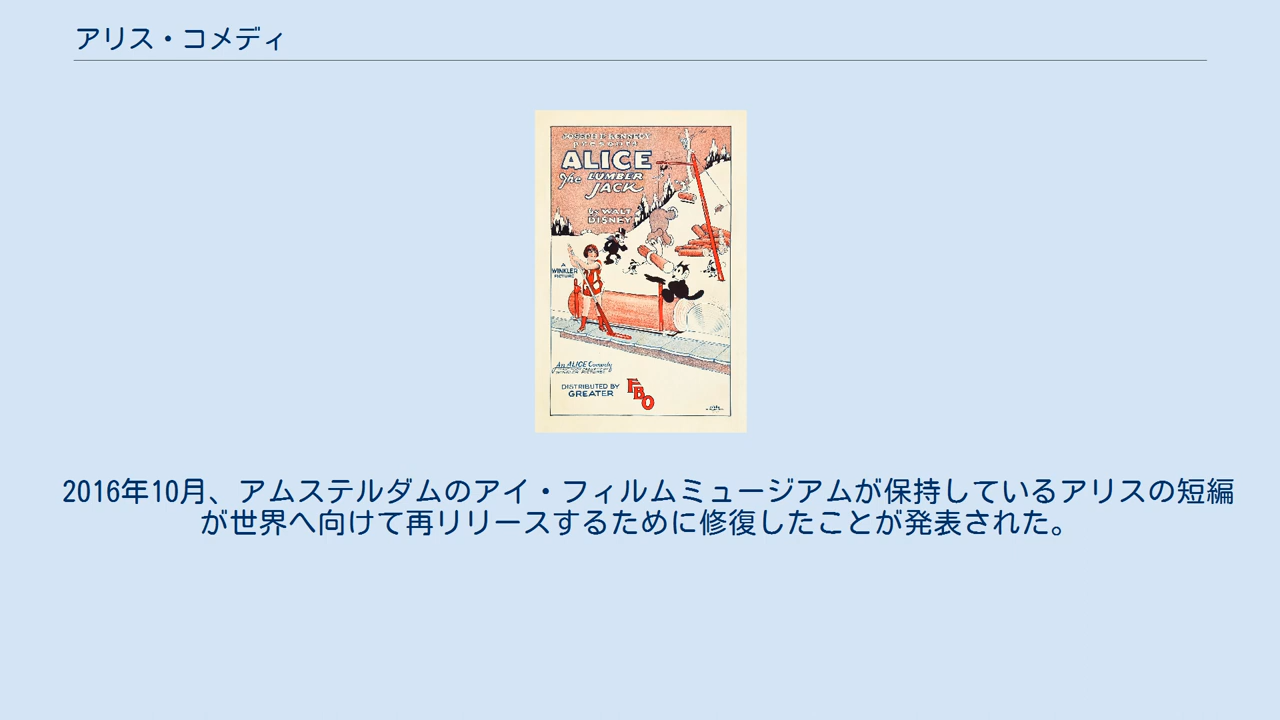 アリス・コメディ
JOSEPH P. KENNEDY
presents
ALICE
The LUMBER
JACK
by WALT
DISNEY
A
WINKLER
PICTURE
An ALICE Comedy
DISTRIBUTED BY
GREATER
FBO
2016年10月、アムステルダムのアイ・フィルムミュージアムが保持しているアリスの短編
が世界へ向けて再リリースするために修復したことが発表された。